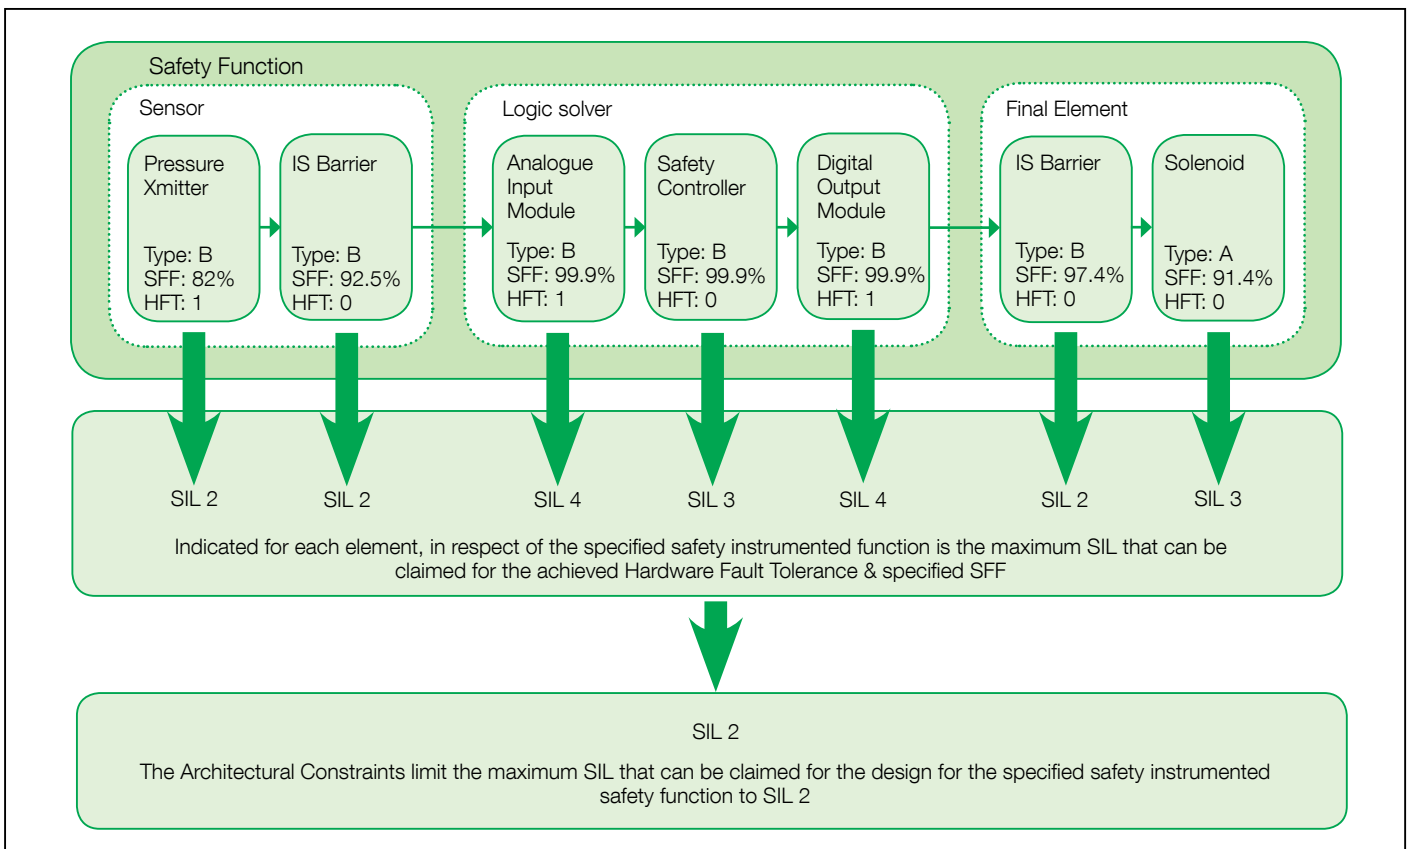 Safety Function
Sensor
Pressure
Xmitter
Type: B
SFF: 82%
HFT: 1
IS Barrier
Type: B
SFF: 92.5%
HFT: 0
Logic solver
Analogue
Input
Module
Type: B
SFF: 99.9%
HFT: 1
Safety
Controller
Type: B
SFF: 99.9%
HFT: 0
Digital
Output
Module
Type: B
SFF: 99.9%
HFT: 1
Final Element
IS Barrier
Type: B
SFF: 97.4%
HFT: 0
Solenoid
Type: A
SFF: 91.4%
HFT: 0
SIL 2
SIL 2
SIL 4
SIL 3
SIL 4
SIL 2
SIL 3
Indicated for each element, in respect of the specified safety instrumented function is the maximum SIL that can be
claimed for the achieved Hardware Fault Tolerance & specified SFF
SIL 2
The Architectural Constraints limit the maximum SIL that can be claimed for the design for the specified safety instrumented
safety function to SIL 2